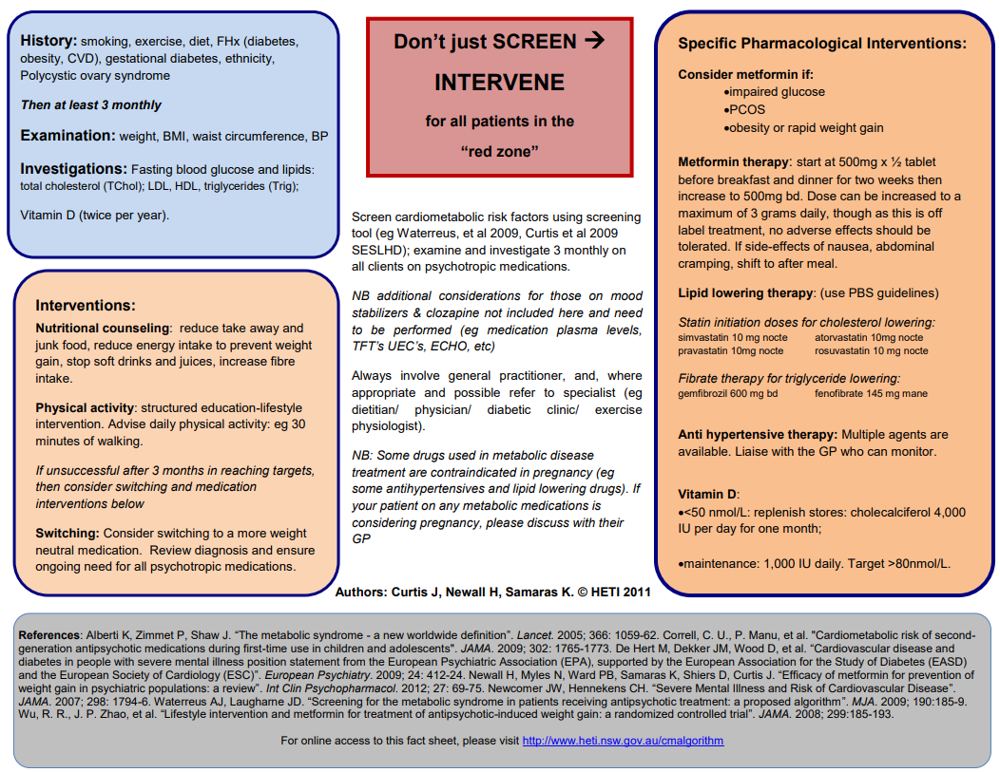 History: smoking, exercise, diet, FHx (diabetes,
obesity, CVD), gestational diabetes, ethnicity,
Polycystic ovary syndrome
Then at least 3 monthly
Examination: weight, BMI, waist circumference, BP
Investigations: Fasting blood glucose and lipids:
total cholesterol (TChol); LDL, HDL, triglycerides (Trig);
Vitamin D (twice per year).
Interventions:
Nutritional counseling: reduce take away and
junk food, reduce energy intake to prevent weight
gain, stop soft drinks and juices, increase fibre
intake.
Physical activity: structured education-lifestyle
intervention. Advise daily physical activity: eg 30
minutes of walking.
If unsuccessful after 3 months in reaching targets,
then consider switching and medication
interventions below
Switching: Consider switching to a more weight
neutral medication. Review diagnosis and ensure
ongoing need for all psychotropic medications.
Don't just SCREEN →
INTERVENE
for all patients in the
“red zone”
Screen cardiometabolic risk factors using screening
tool (eg Waterreus, et al 2009, Curtis et al 2009
SESLHD); examine and investigate 3 monthly on
all clients on psychotropic medications.
NB additional considerations for those on mood
stabilizers & clozapine not included here and need
to be performed (eg medication plasma levels,
TFT's UEC's, ECHO, etc)
Always involve general practitioner, and, where
appropriate and possible refer to specialist (eg
dietitian/ physician/ diabetic clinic/ exercise
physiologist).
NB: Some drugs used in metabolic disease
treatment are contraindicated in pregnancy (eg
some antihypertensives and lipid lowering drugs). If
your patient on any metabolic medications is
considering pregnancy, please discuss with their
GP
Authors: Curtis J, Newall H, Samaras K. © HETI 2011
Specific Pharmacological Interventions:
Consider metformin if:
•impaired glucose
•PCOS
•obesity or rapid weight gain
Metformin therapy: start at 500mg x ½ tablet
before breakfast and dinner for two weeks then
increase to 500mg bd. Dose can be increased to a
maximum of 3 grams daily, though as this is off
label treatment, no adverse effects should be
tolerated. If side-effects of nausea, abdominal
cramping, shift to after meal.
Lipid lowering therapy: (use PBS guidelines)
Statin initiation doses for cholesterol lowering:
simvastatin 10 mg nocte atorvastatin 10mg nocte
pravastatin 10mg nocte rosuvastatin 10 mg nocte
Fibrate therapy for triglyceride lowering:
gemfibrozil 600 mg bd fenofibrate 145 mg mane
Anti hypertensive therapy: Multiple agents are
available. Liaise with the GP who can monitor.
Vitamin D:
•<50 nmol/L: replenish stores: cholecalciferol 4,000
IU per day for one month;
•maintenance: 1,000 IU daily. Target >80nmol/L.
References: Alberti K, Zimmet P, Shaw J. “The metabolic syndrome - a new worldwide definition”. Lancet. 2005; 366: 1059-62. Correll, C. U., P. Manu, et al. "Cardiometabolic risk of second-
generation antipsychotic medications during first-time use in children and adolescents". JAMA. 2009; 302: 1765-1773. De Hert M, Dekker JM, Wood D, et al. “Cardiovascular disease and
diabetes in people with severe mental illness position statement from the European Psychiatric Association (EPA), supported by the European Association for the Study of Diabetes (EASD)
and the European Society of Cardiology (ESC)”. European Psychiatry. 2009; 24: 412-24. Newall H, Myles N, Ward PB, Samaras K, Shiers D, Curtis J. “Efficacy of metformin for prevention of
weight gain in psychiatric populations: a review”. Int Clin Psychopharmacol. 2012; 27: 69-75. Newcomer JW, Hennekens CH. “Severe Mental Illness and Risk of Cardiovascular Disease”.
JAMA. 2007; 298: 1794-6. Waterreus AJ, Laugharne JD. “Screening for the metabolic syndrome in patients receiving antipsychotic treatment: a proposed algorithm”. MJA. 2009; 190:185-9.
Wu, R. R., J. P. Zhao, et al. “Lifestyle intervention and metformin for treatment of antipsychotic-induced weight gain: a randomized controlled trial”. JAMA. 2008; 299:185-193.
For online access to this fact sheet, please visit http://www.heti.nsw.gov.au/cmalgorithm